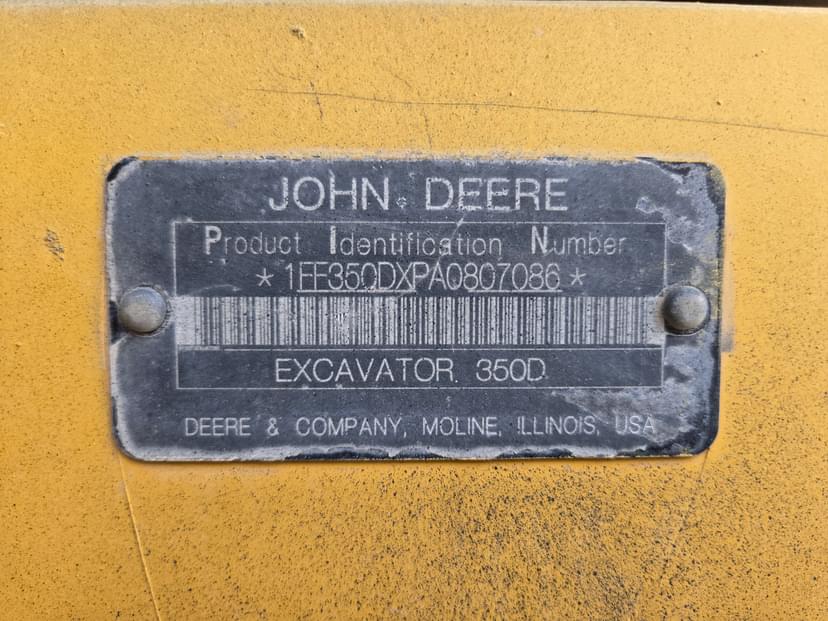 JOHN DEERE
Product Identification Number
*1FF350DXPA0807086*
EXCAVATOR 350D
DEERE & COMPANY, MOLINE, ILLINOIS, USA